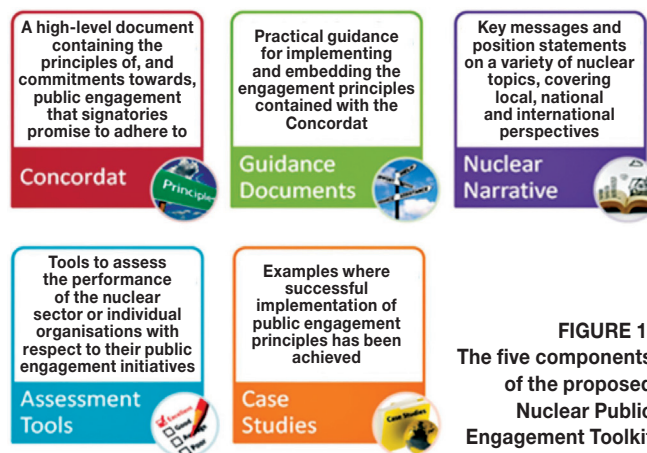 A high-level document
containing the
principles of, and
commitments towards,
public engagement
that signatories
promise to adhere to
Concordat
Principle
Practical guidance
for implementing
and embedding the
engagement principles
contained with the
Concordat
Guidance
Documents
Key messages and
position statements
on a variety of nuclear
topics, covering
local, national
and international
perspectives
Nuclear
Narrative
Tools to assess
the performance
of the nuclear
sector or individual
organisations with
respect to their public
engagement initiatives
Assessment
Tools
Excellent
Good
Average
Poor
Examples where
successful
implementation of
public engagement
principles has been
achieved
Case
Studies
Case Studies
FIGURE 1
The five components
of the proposed
Nuclear Public
Engagement Toolkit